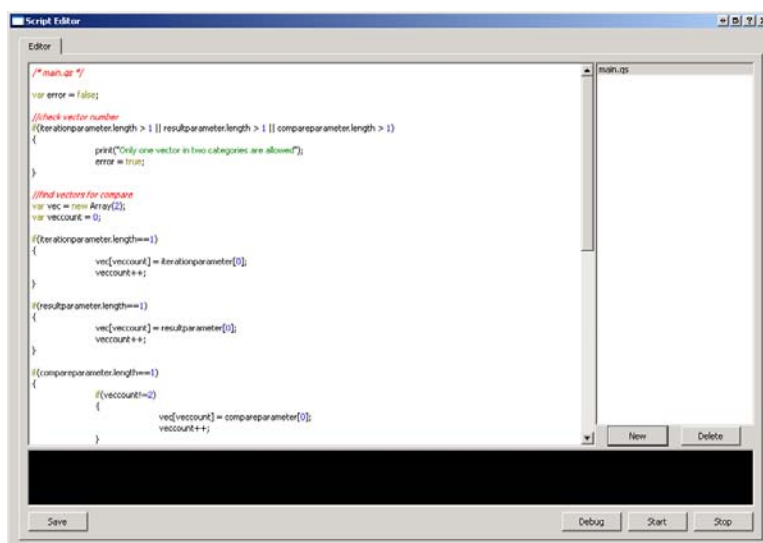 Script Editor
Editor
/* main.qs */
var error = false;
//check vector number
if(iterationparameter.length > 1 || resultparameter.length > 1 || compareparameter.length > 1)
{
print("Only one vector in two categories are allowed");
error = true;
}
//find vectors for compare
var vec = new Array(2);
var veccount = 0;
if(iterationparameter.length==1)
{
vec[veccount] = iterationparameter[0];
veccount++;
}
if(resultparameter.length==1)
{
vec[veccount] = resultparameter[0];
veccount++;
}
if(compareparameter.length==1)
{
if(veccount!=2)
{
vec[veccount] = compareparameter[0];
veccount++;
}
main.qs
New Delete
Save Debug Start Stop